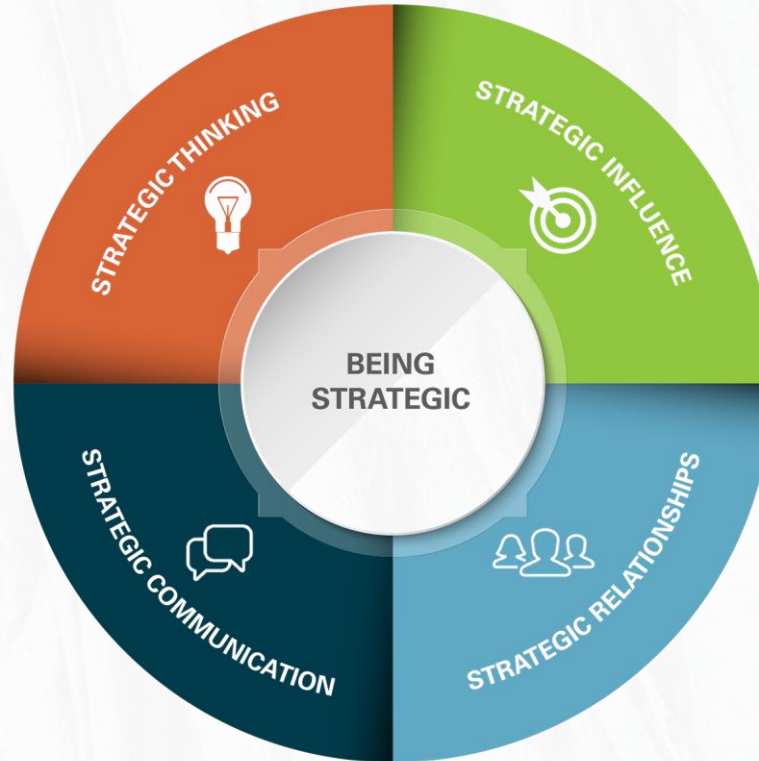 STRATEGIC THINKING
STRATEGIC INFLUENCE
BEING
STRATEGIC
STRATEGIC COMMUNICATION
STRATEGIC RELATIONSHIPS